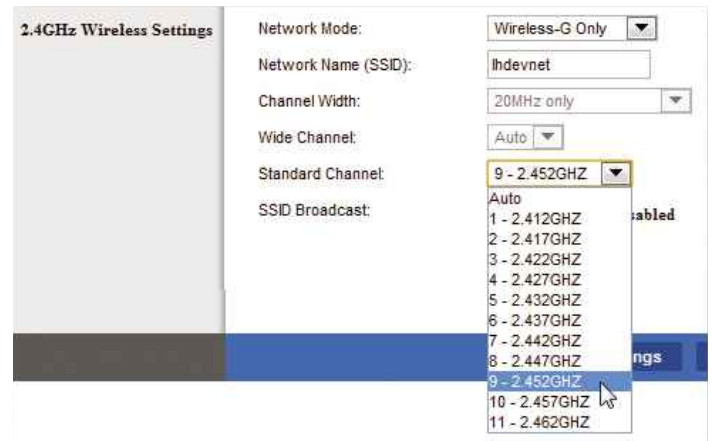 2.4GHz Wireless Settings
Network Mode: Wireless-G Only
Network Name (SSID): lhdevnet
Channel Width: 20MHz only
Wide Channel: Auto
Standard Channel: 9 - 2.452GHZ
SSID Broadcast:
Auto
1 - 2.412GHZ
2 - 2.417GHZ
3 - 2.422GHZ
4 - 2.427GHZ
5 - 2.432GHZ
6 - 2.437GHZ
7 - 2.442GHZ
8 - 2.447GHZ
9 - 2.452GHZ
10 - 2.457GHZ
11 - 2.462GHZ